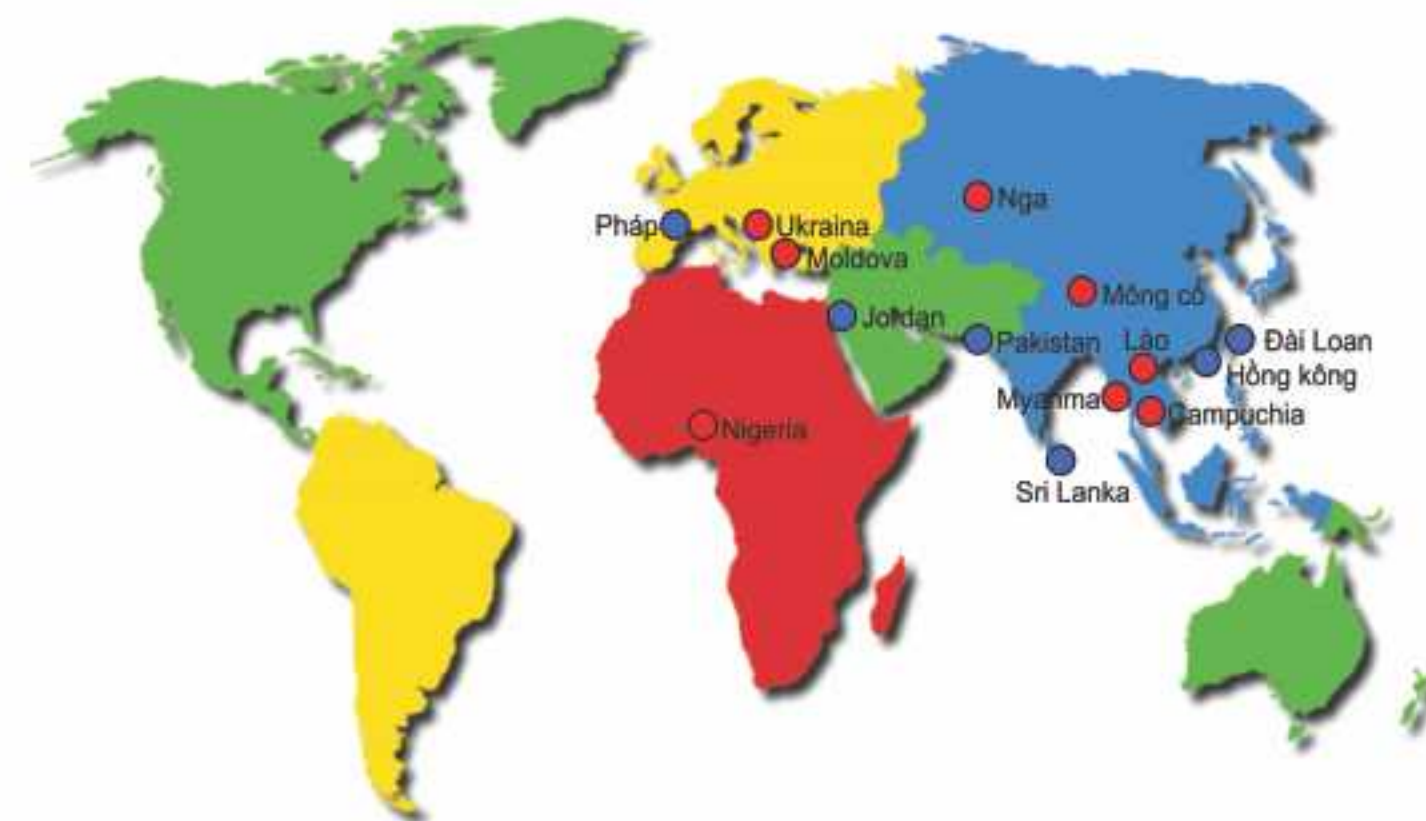 Nga
Pháp
Ukraina
Moldova
Mông cổ
Jordan
Pakistan
Lào
Đài Loan
Hồng kông
Myanma
Campuchia
Nigeria
Sri Lanka